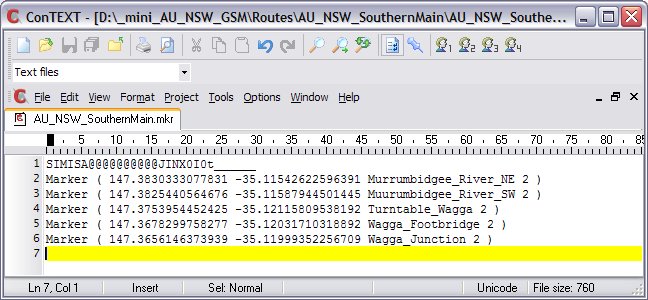 ConTEXT - [D:\_mini_AU_NSW_GSM\Routes\AU_NSW_SouthernMain\AU_NSW_Southe...
1 2 3 4
Text files
File Edit View Format Project Tools Options Window Help
AU_NSW_SouthernMain.mkr
5 10 15 20 25 30 35 40 45 50 55 60 65 70 75 80 85
1 SIMISA@@@@@@@@@@JINX0I0t______
2 Marker ( 147.3830333077831 -35.11542622596391 Murrumbidgee_River_NE 2 )
3 Marker ( 147.3825440564676 -35.11587944501445 Muurumbidgee_River_SW 2 )
4 Marker ( 147.3753954452425 -35.12115809538192 Turntable_Wagga 2 )
5 Marker ( 147.3678299758277 -35.12031710318892 Wagga_Footbridge 2 )
6 Marker ( 147.3656146373939 -35.11999352256709 Wagga_Junction 2 )
7
Ln 7, Col 1 Insert Sel: Normal Unicode File size: 760